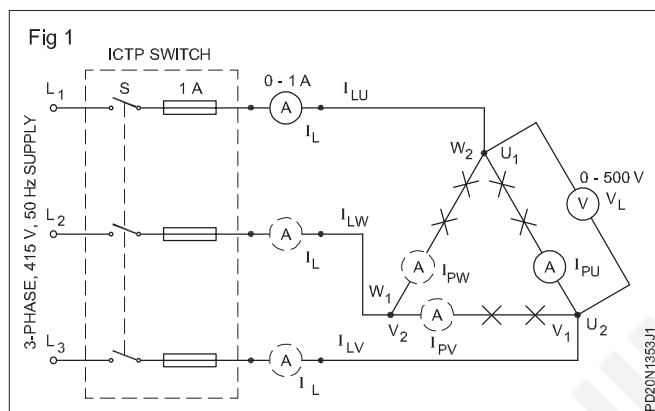 Fig 1
ICTP SWITCH
L1
S
1 A
0 - 1 A
A
IL
ILU
W2
U1
0 - 500 V
V
VL
3-PHASE, 415 V, 50 Hz SUPPLY
L2
A
IL
ILW
A
IPW
A
IPU
W1
V2
A
IPV
V1
U2
L3
A
IL
ILV
PD20N1353J1